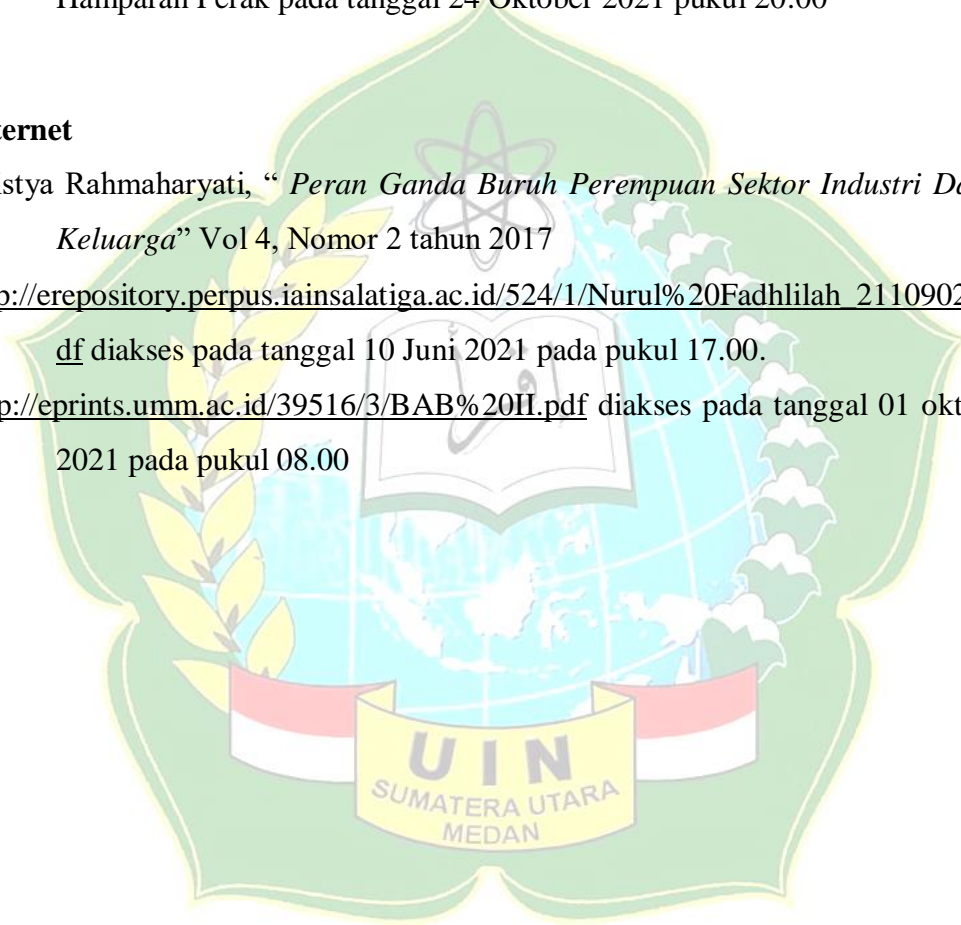 Hamparan Perak pada tanggal 24 Oktober 2021 pukul 20.00
ternet
istya Rahmaharyati, “ Peran Ganda Buruh Perempuan Sektor Industri Da
Keluarga” Vol 4, Nomor 2 tahun 2017
p://erepository.perpus.iainsalatiga.ac.id/524/1/Nurul%20Fadhlilah_2110902
df diakses pada tanggal 10 Juni 2021 pada pukul 17.00.
p://eprints.umm.ac.id/39516/3/BAB%20II.pdf diakses pada tanggal 01 okt
2021 pada pukul 08.00
UIN
SUMATERA UTARA
MEDAN